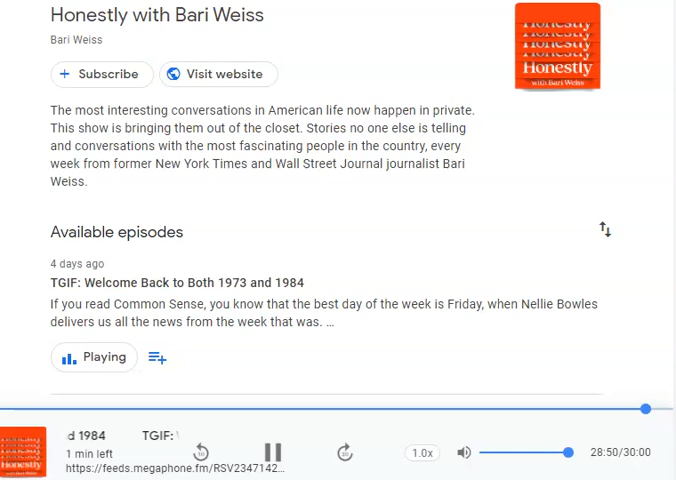 Honestly with Bari Weiss
Bari Weiss
Subscribe
Visit website
Honestly
Honestly
Honestly
Honestly
with Bari Weiss
The most interesting conversations in American life now happen in private.
This show is bringing them out of the closet. Stories no one else is telling
and conversations with the most fascinating people in the country, every
week from former New York Times and Wall Street Journal journalist Bari
Weiss.
Available episodes
4 days ago
TGIF: Welcome Back to Both 1973 and 1984
If you read Common Sense, you know that the best day of the week is Friday, when Nellie Bowles
delivers us all the news from the week that was. ...
Playing
Honestly
d 1984 TGIF:
1 min left
https://feeds.megaphone.fm/RSV2347142...
10
1.0x
28:50/30:00